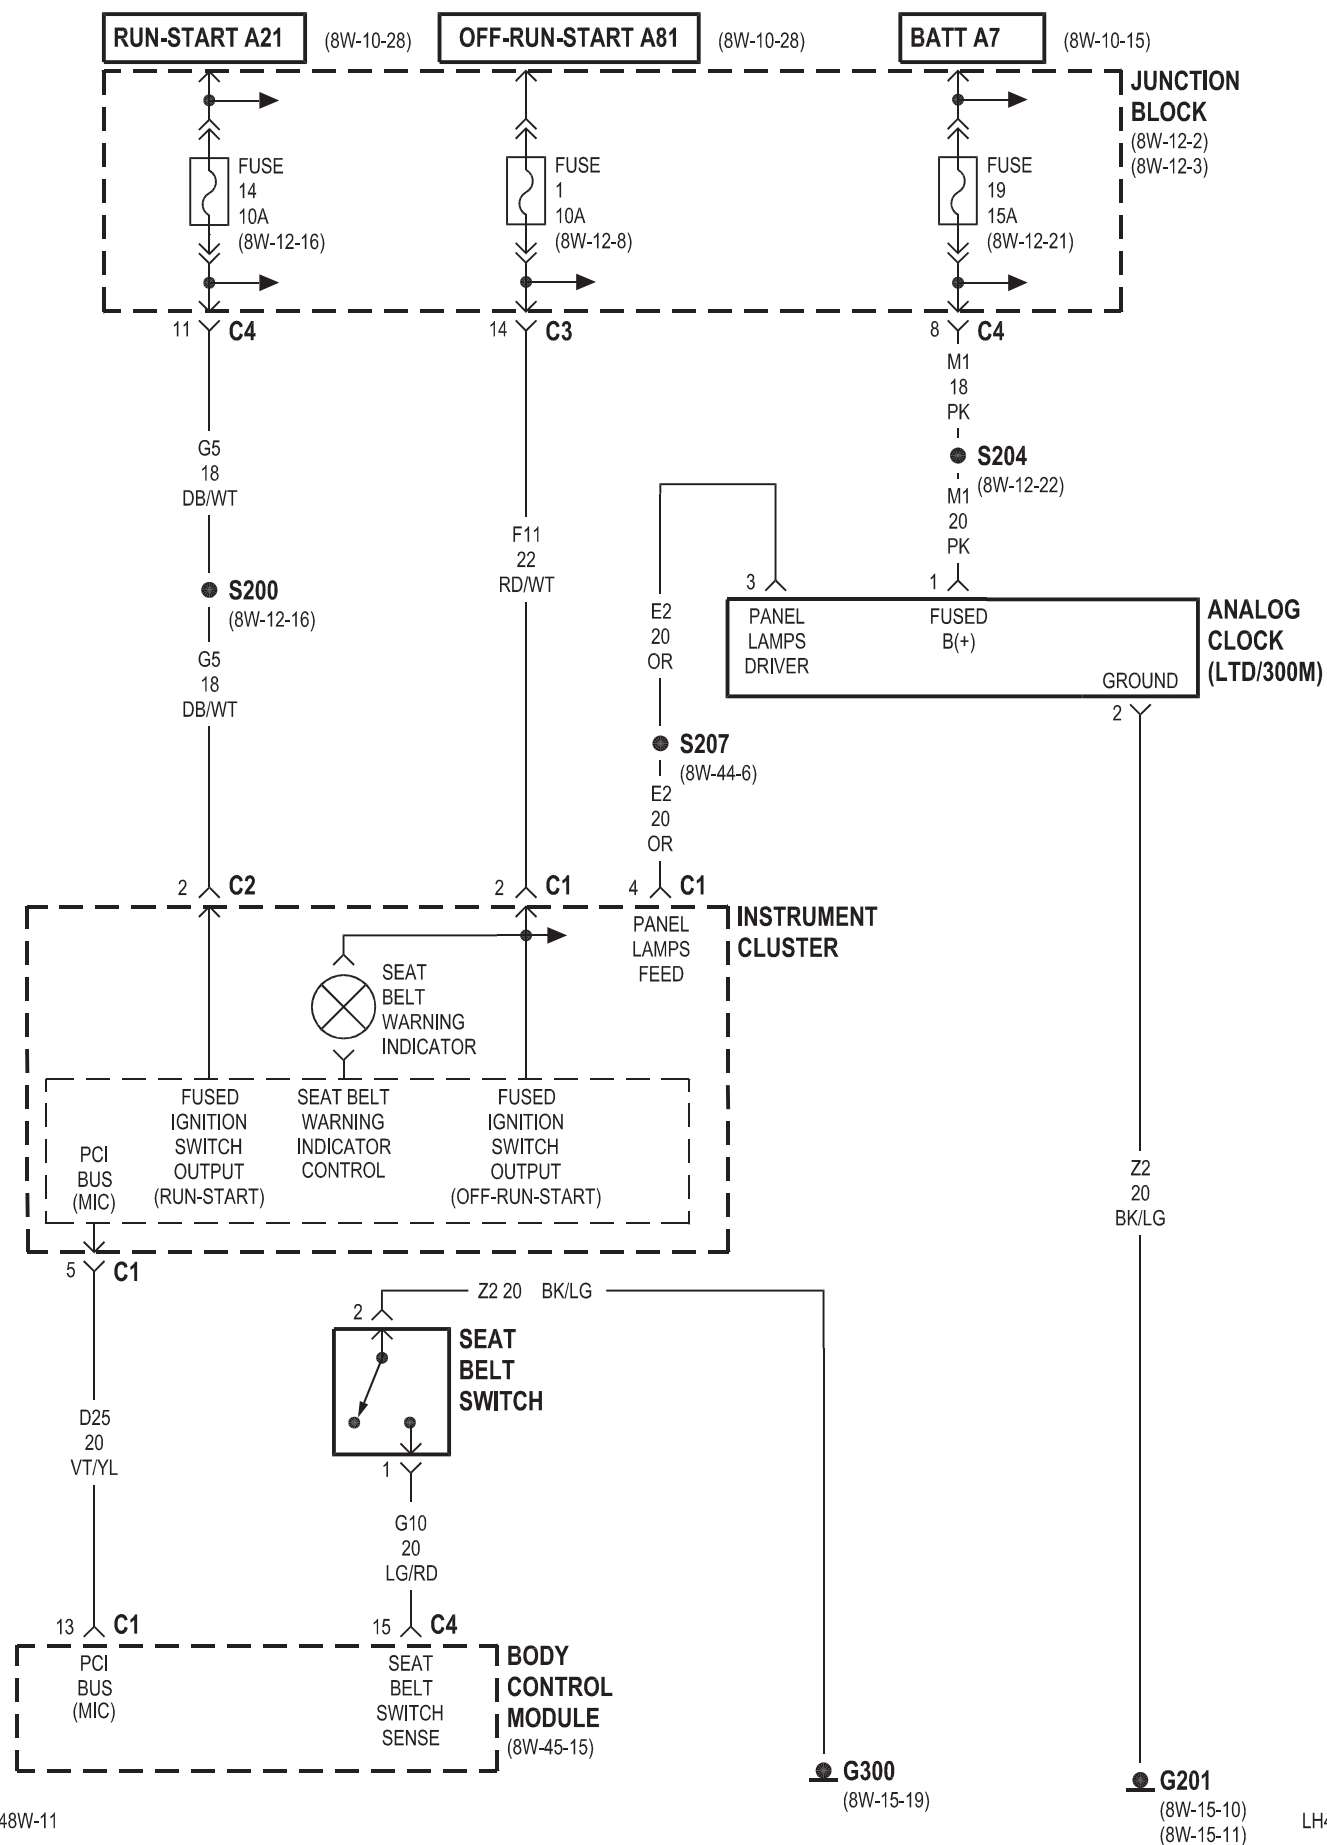 RUN-START A21 (8W-10-28) OFF-RUN-START A81 (8W-10-28) BATT A7 (8W-10-15)
JUNCTION
BLOCK
(8W-12-2)
(8W-12-3)
FUSE
14
10A
(8W-12-16)
FUSE
1
10A
(8W-12-8)
FUSE
19
15A
(8W-12-21)
11 C4
14 C3
8 C4
M1
18
PK
S204
(8W-12-22)
M1
20
PK
G5
18
DB/WT
S200
(8W-12-16)
G5
18
DB/WT
F11
22
RD/WT
E2
20
OR
S207
(8W-44-6)
E2
20
OR
3
1
PANEL
LAMPS
DRIVER
FUSED
B(+)
GROUND
ANALOG
CLOCK
(LTD/300M)
2
2 C2
2 C1
4 C1
INSTRUMENT
CLUSTER
PANEL
LAMPS
FEED
SEAT
BELT
WARNING
INDICATOR
PCI
BUS
(MIC)
FUSED
IGNITION
SWITCH
OUTPUT
(RUN-START)
SEAT BELT
WARNING
INDICATOR
CONTROL
FUSED
IGNITION
SWITCH
OUTPUT
(OFF-RUN-START)
Z2
20
BK/LG
5 C1
Z2 20 BK/LG
2
SEAT
BELT
SWITCH
1
D25
20
VT/YL
G10
20
LG/RD
13 C1
15 C4
PCI
BUS
(MIC)
SEAT
BELT
SWITCH
SENSE
BODY
CONTROL
MODULE
(8W-45-15)
G300
(8W-15-19)
G201
(8W-15-10)
(8W-15-11)
48W-11
LH4